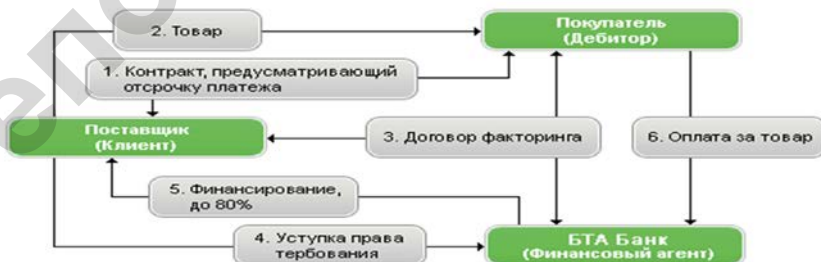 2. Товар
Покупатель
(Дебитор)
1. Контракт, предусматривающий
отсрочку платежа
Поставщик
(Клиент)
3. Договор факторинга
6. Оплата за товар
5. Финансирование,
до 80%
4. Уступка права
тербования
БТА Банк
(Финансовый агент)